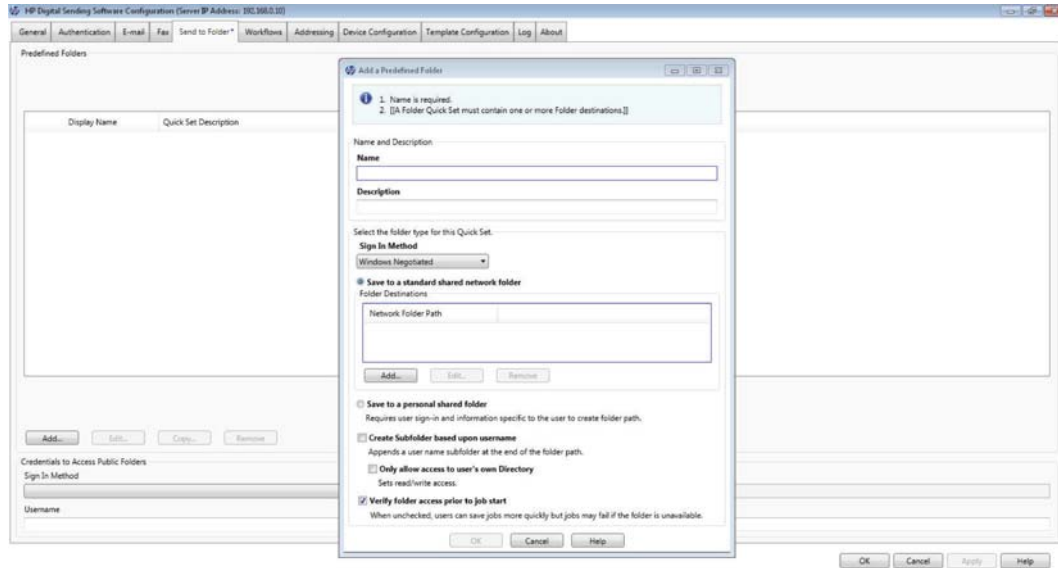 HP Digital Sending Software Configuration (Server IP Address: 192.168.0.10)
General Authentication E-mail Fax Send to Folder* Workflows Addressing Device Configuration Template Configuration Log About
Predefined Folders
Display Name Quick Set Description
Add... Edit... Copy... Remove
Credentials to Access Public Folders
Sign In Method
Username
Add a Predefined Folder
1. Name is required.
2. [[A Folder Quick Set must contain one or more Folder destinations.]]
Name and Description
Name
Description
Select the folder type for this Quick Set.
Sign In Method
Windows Negotiated
Save to a standard shared network folder
Folder Destinations
Network Folder Path
Add... Edit... Remove
Save to a personal shared folder
Requires user sign-in and information specific to the user to create folder path.
Create Subfolder based upon username
Appends a user name subfolder at the end of the folder path.
Only allow access to user's own Directory
Sets read/write access.
Verify folder access prior to job start
When unchecked, users can save jobs more quickly but jobs may fail if the folder is unavailable.
OK Cancel Help
OK Cancel Apply Help